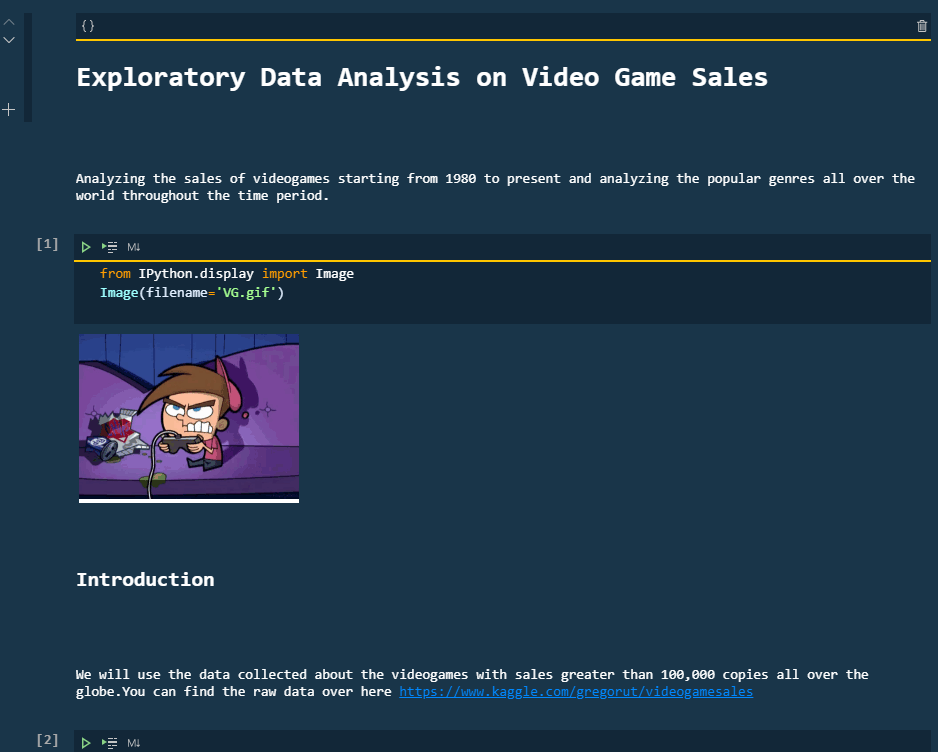 {}
Exploratory Data Analysis on Video Game Sales
Analyzing the sales of videogames starting from 1980 to present and analyzing the popular genres all over the
world throughout the time period.
[1]
M↓
from IPython.display import Image
Image(filename='VG.gif')
Introduction
We will use the data collected about the videogames with sales greater than 100,000 copies all over the
globe.You can find the raw data over here https://www.kaggle.com/gregorut/videogamesales
[2]
M↓